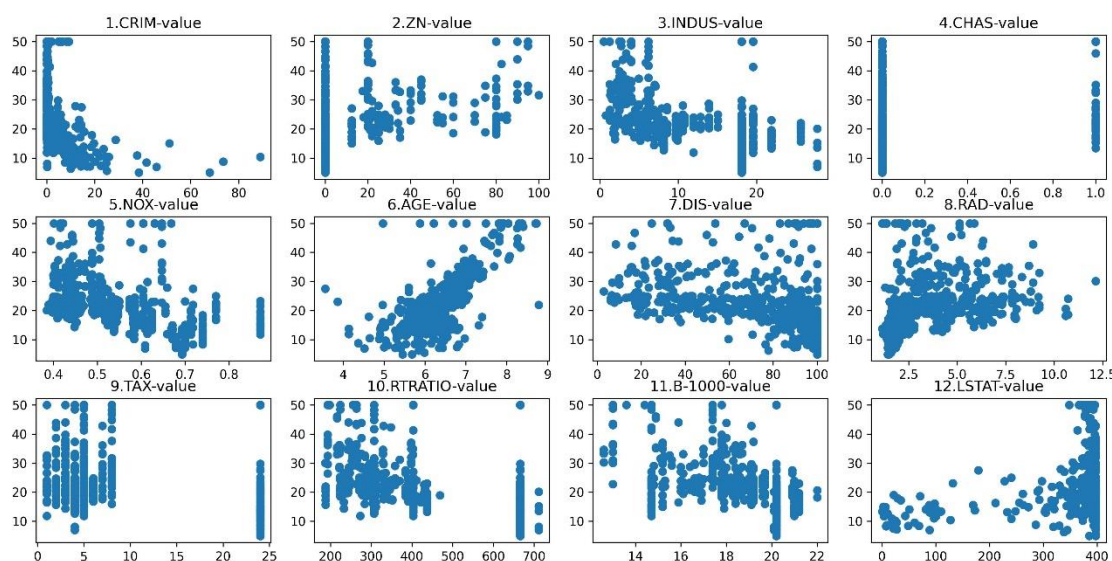 1.CRIM-value 2.ZN-value 3.INDUS-value 4.CHAS-value
50 50 50 50
40 40 40 40
30 30 30 30
20 20 20 20
10 10 10 10
0 20 40 60 80 0 20 40 60 80 100 0 10 20 0.0 0.2 0.4 0.6 0.8 1.0
5.NOX-value 6.AGE-value 7.DIS-value 8.RAD-value
50 50 50 50
40 40 40 40
30 30 30 30
20 20 20 20
10 10 10 10
0.4 0.5 0.6 0.7 0.8 4 5 6 7 8 9 0 20 40 60 80 100 2.5 5.0 7.5 10.0 12.5
9.TAX-value 10.RTRATIO-value 11.B-1000-value 12.LSTAT-value
50 50 50 50
40 40 40 40
30 30 30 30
20 20 20 20
10 10 10 10
0 5 10 15 20 25 200 300 400 500 600 700 14 16 18 20 22 0 100 200 300 400